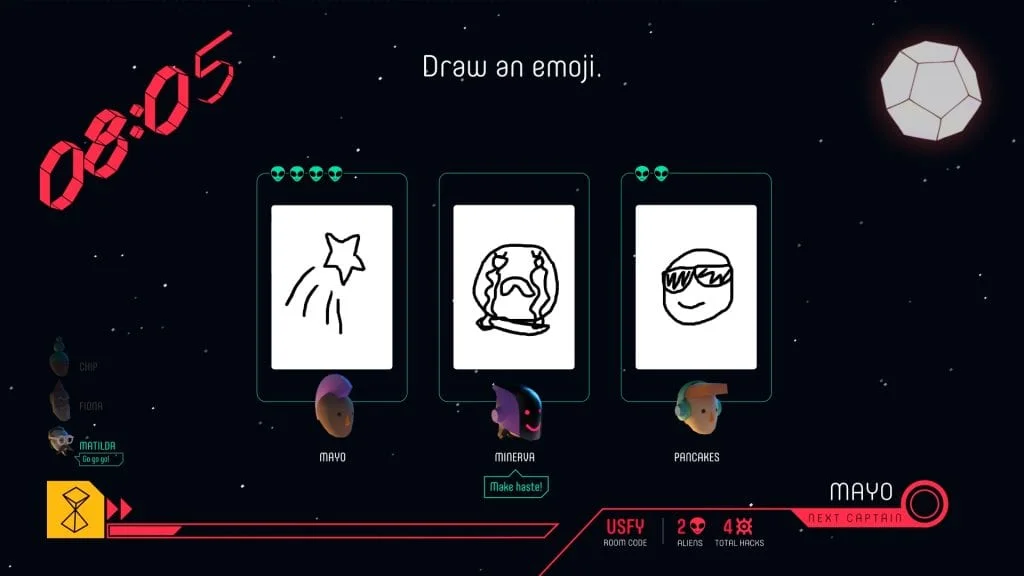 08:05
Draw an emoji.
CHIP
FIONA
MATILDA
Go go go!
MAYO
MINERVA
PANCAKES
Make haste!
MAYO
NEXT CAPTAIN
USFY
ROOM CODE
2
ALIENS
4
TOTAL HACKS